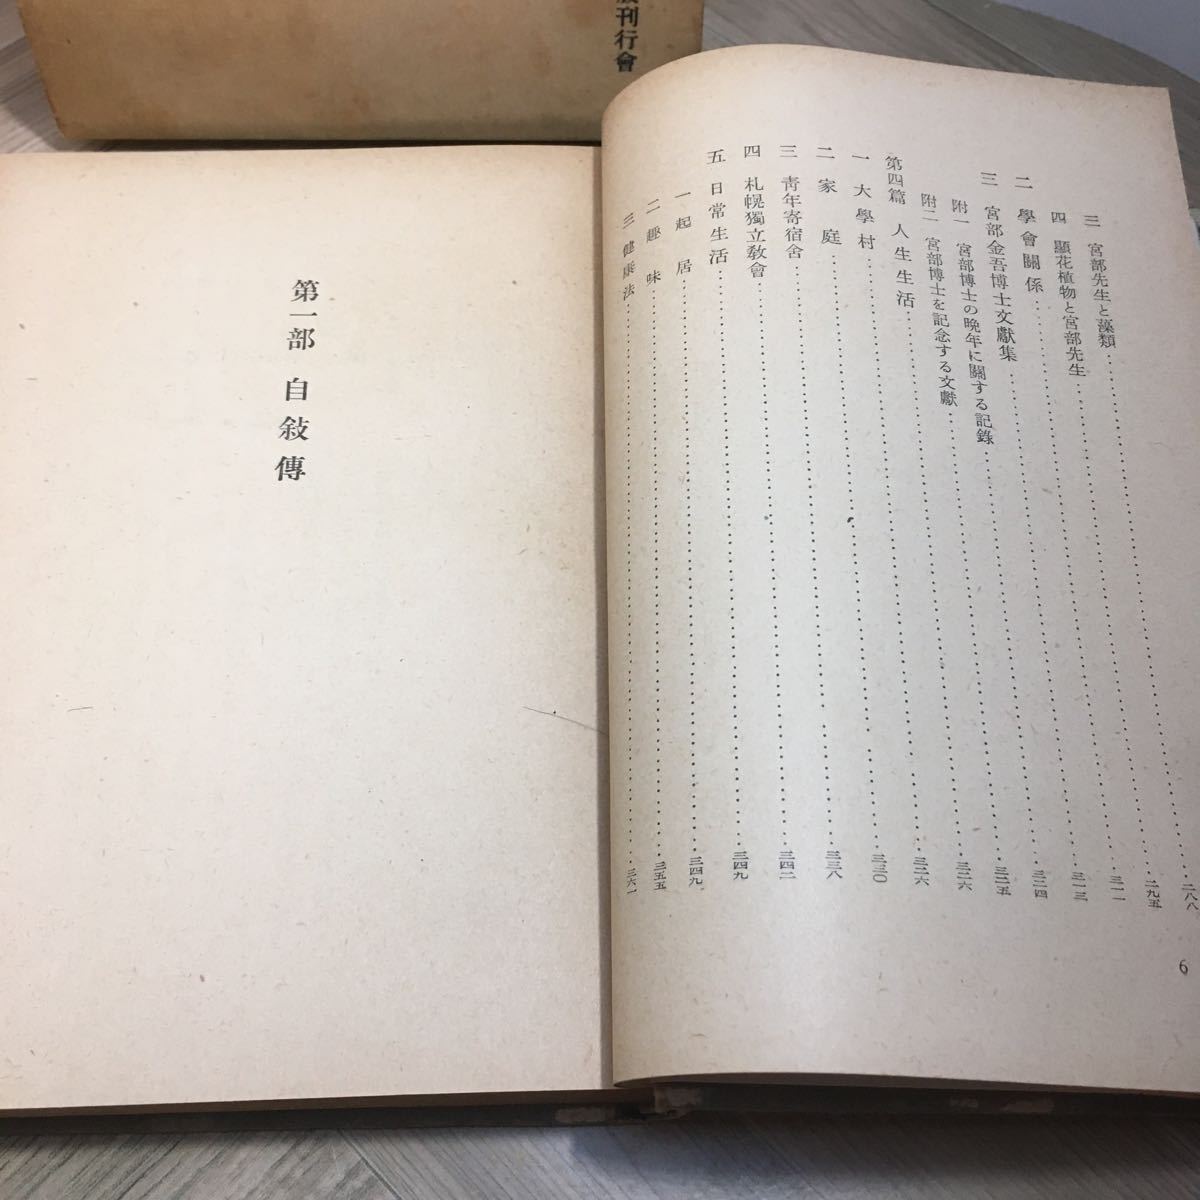 刊行會
三 宮部先生と藻類……二八八
四 顯花植物と宮部先生……二九五
二 學會關係……三一一
三 宮部金吾博士文獻集……三一三
附一 宮部博士の晩年に關する記錄……三二四
附二 宮部博士を記念する文獻……三二五
第四篇 人生生活……三二六
一 大學村……三二六
二 家庭……三三〇
三 青年寄宿舍……三三八
四 札幌獨立教會……三四二
五 日常生活……三四九
一 起居……三四九
二 趣味……三五五
三 健康法……三六一
6
第一部 自敍傳